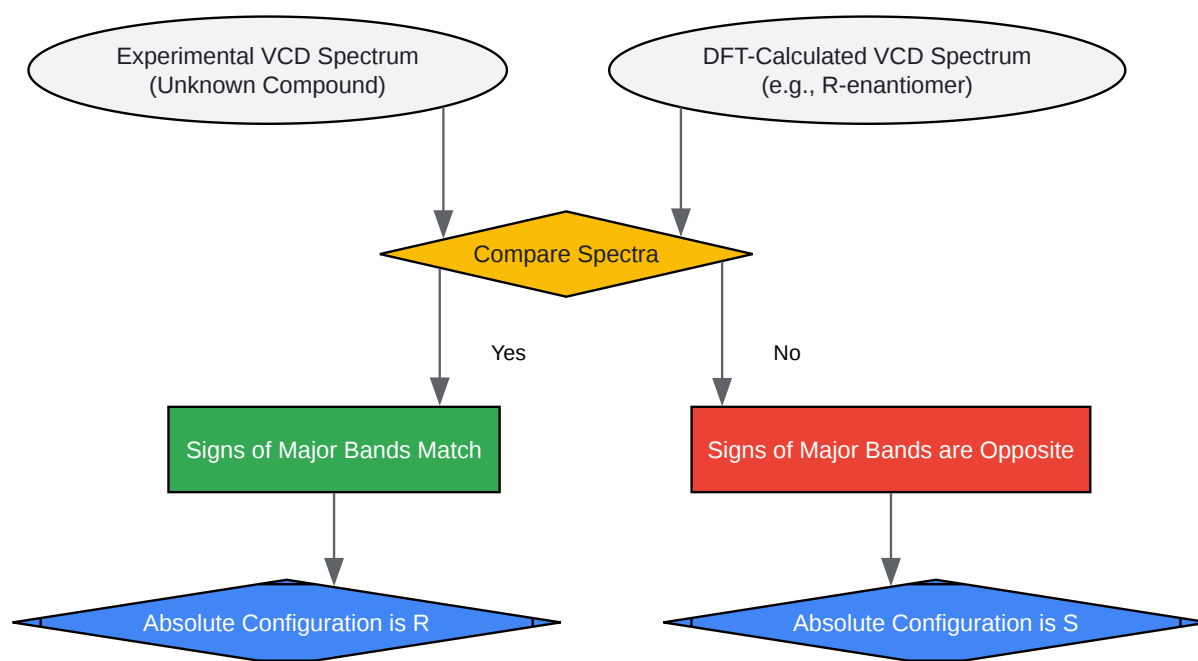 Experimental VCD Spectrum
(Unknown Compound)
DFT-Calculated VCD Spectrum
(e.g., R-enantiomer)
Compare Spectra
Yes
No
Signs of Major Bands Match
Signs of Major Bands are Opposite
Absolute Configuration is R
Absolute Configuration is S